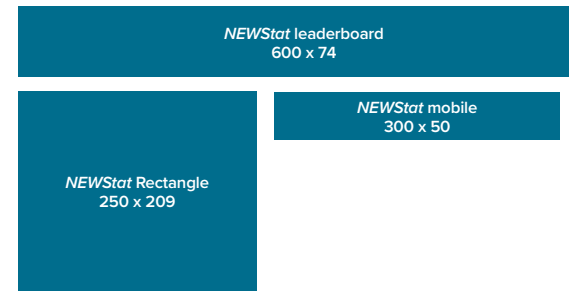 NEWStat leaderboard
600 x 74
NEWStat mobile
300 x 50
NEWStat Rectangle
250 x 209